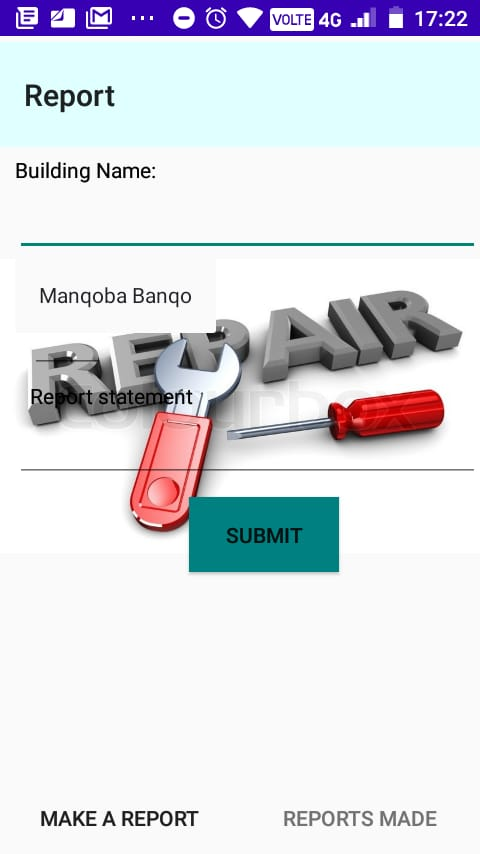 VOLTE 4G 17:22
Report
Building Name:
Manqoba Banqo
REPAIR
Report statement
SUBMIT
MAKE A REPORT REPORTS MADE